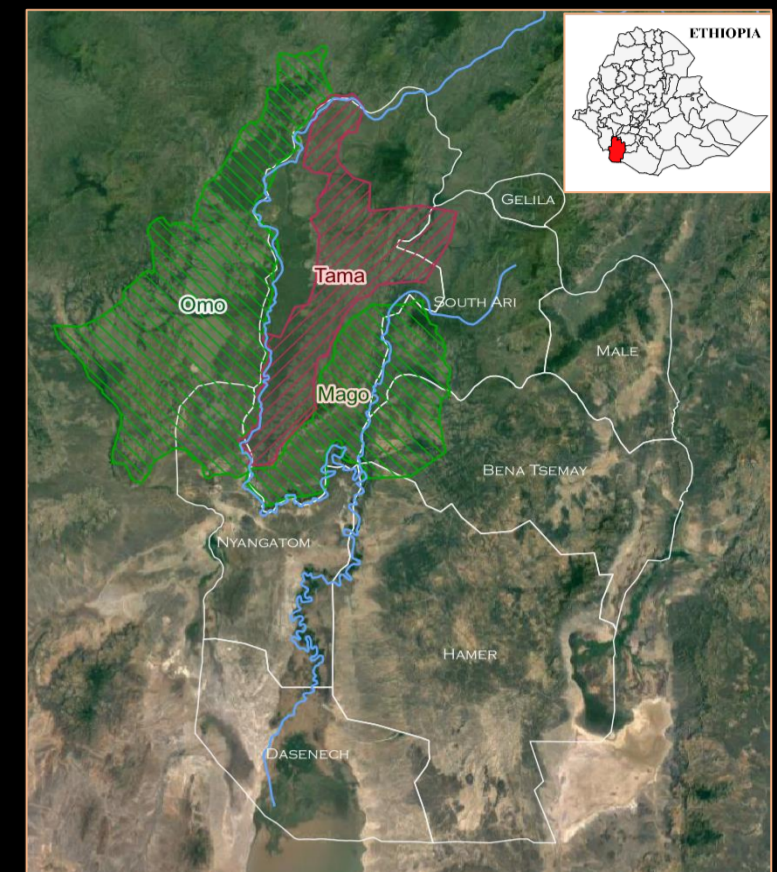 ETHIOPIA
GELILA
Tama
Omo
SOUTH ARI
MALE
Mago
BENA TSEMAY
NYANGATOM
HAMER
DASENECH